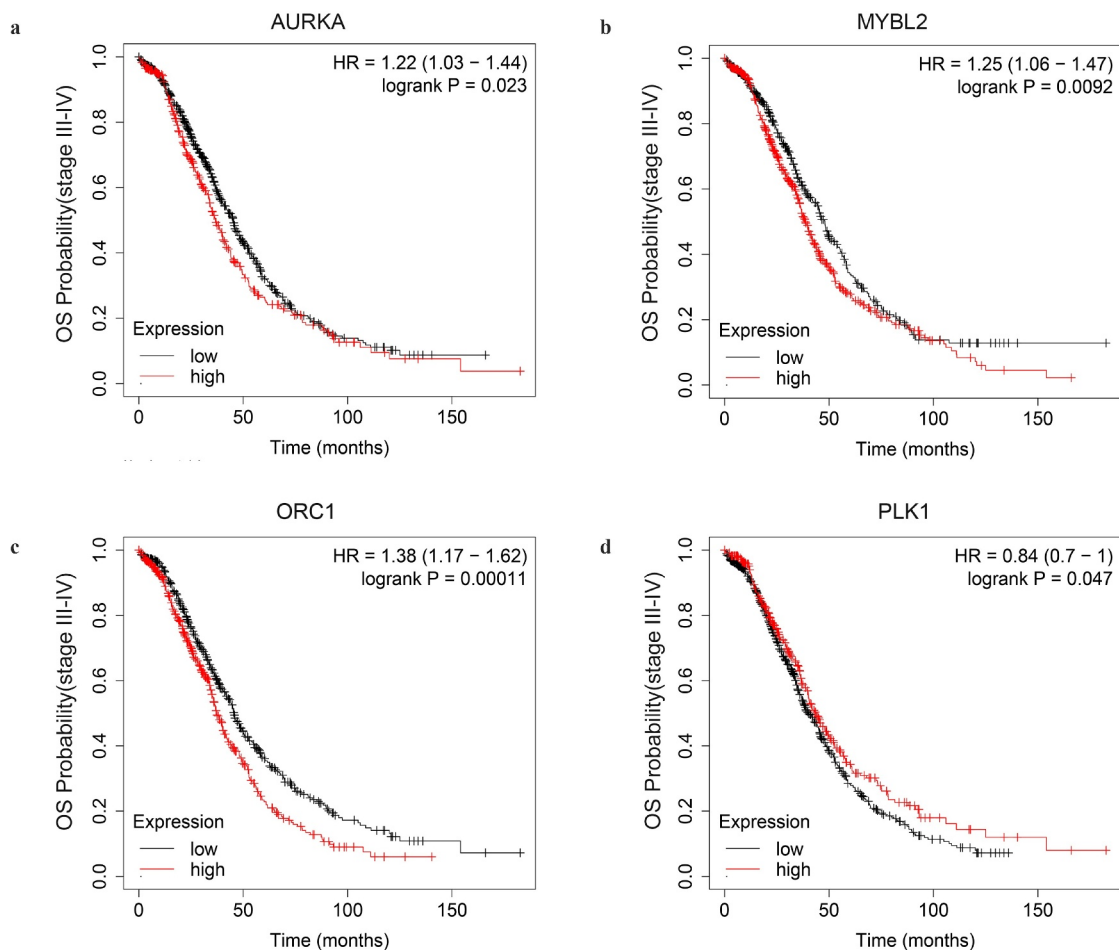 a
AURKA
HR = 1.22 (1.03 − 1.44)
logrank P = 0.023
OS Probability(stage III-IV)
1.0
0.8
0.6
0.4
0.2
0.0
Expression
low
high
0
50
100
150
Time (months)
b
MYBL2
HR = 1.25 (1.06 − 1.47)
logrank P = 0.0092
OS Probability(stage III-IV)
1.0
0.8
0.6
0.4
0.2
0.0
Expression
low
high
0
50
100
150
Time (months)
c
ORC1
HR = 1.38 (1.17 − 1.62)
logrank P = 0.00011
OS Probability(stage III-IV)
1.0
0.8
0.6
0.4
0.2
0.0
Expression
low
high
0
50
100
150
Time (months)
d
PLK1
HR = 0.84 (0.7 − 1)
logrank P = 0.047
OS Probability(stage III-IV)
1.0
0.8
0.6
0.4
0.2
0.0
Expression
low
high
0
50
100
150
Time (months)